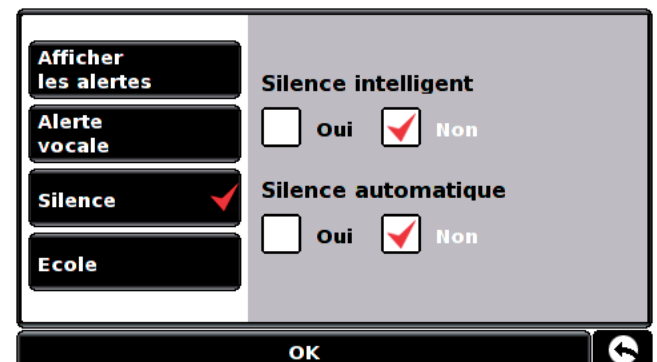 Afficher
les alertes
Alerte
vocale
Silence
Ecole
Silence intelligent
Oui Non
Silence automatique
Oui Non
OK